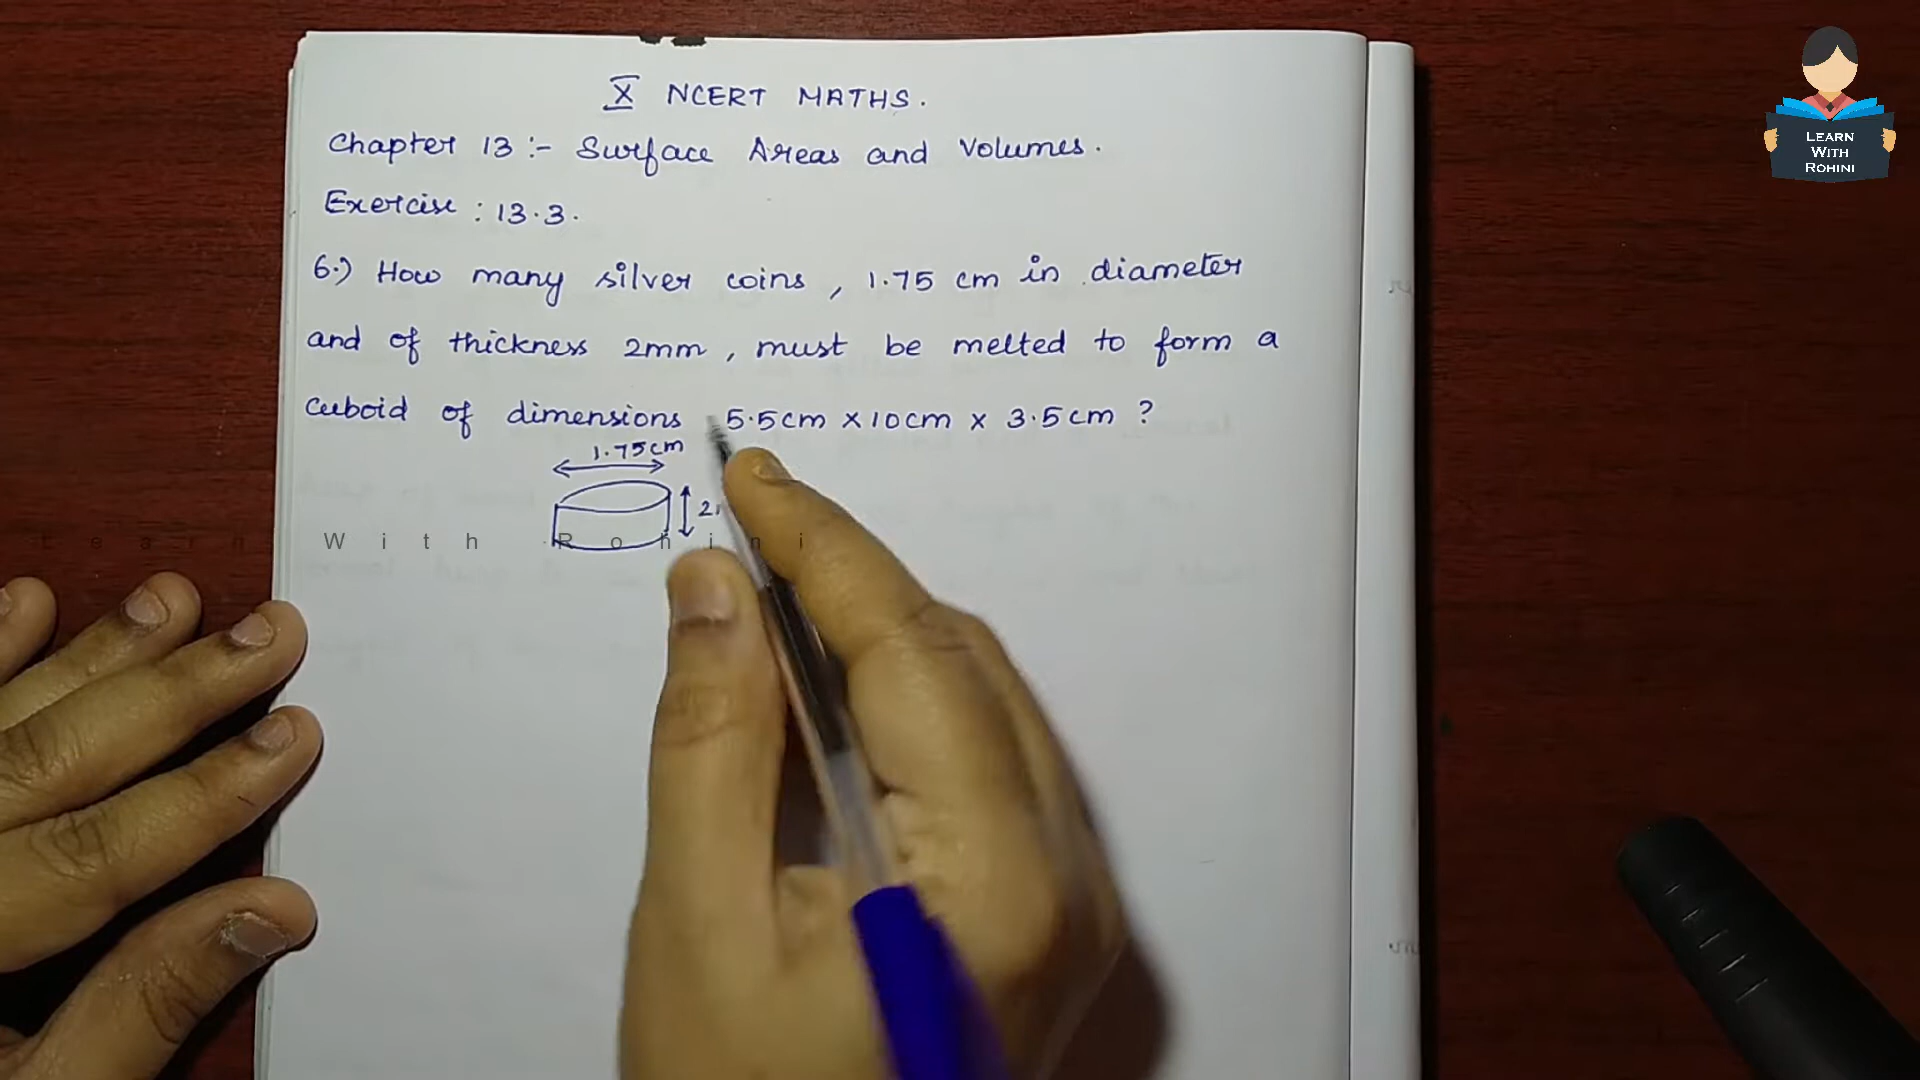 X NCERT MATHS.
Chapter 13 :- Surface Areas and Volumes.
Exercise : 13.3.
6.) How many silver coins, 1.75 cm in diameter
and of thickness 2mm, must be melted to form a
cuboid of dimensions 5.5cm x 10cm x 3.5cm ?
1.75cm
Learn With Rohini
LEARN
WITH
ROHINI